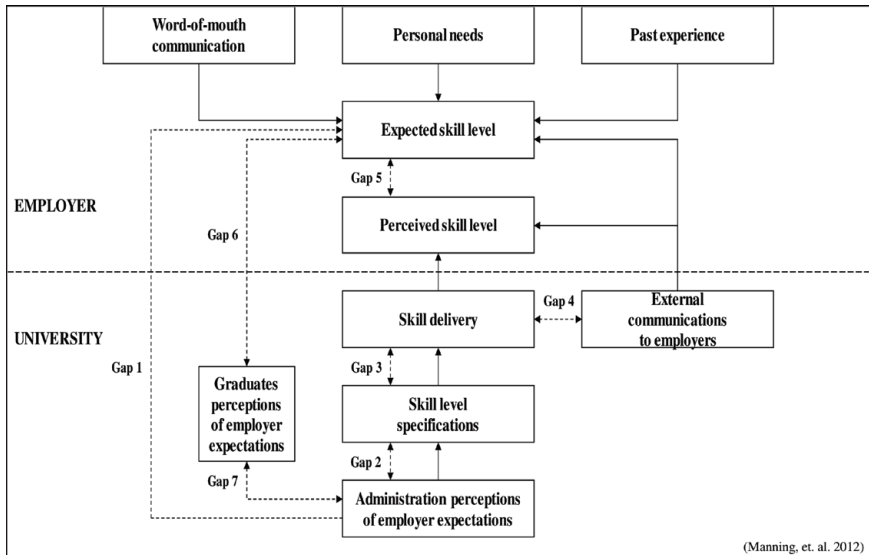 Word-of-mouth
communication
Personal needs
Past experience
Expected skill level
Gap 5
EMPLOYER
Perceived skill level
Gap 6
Skill delivery
Gap 4
External
communications
to employers
UNIVERSITY
Gap 1
Gap 3
Graduates
perceptions
of employer
expectations
Skill level
specifications
Gap 2
Gap 7
Administration perceptions
of employer expectations
(Manning, et. al. 2012)